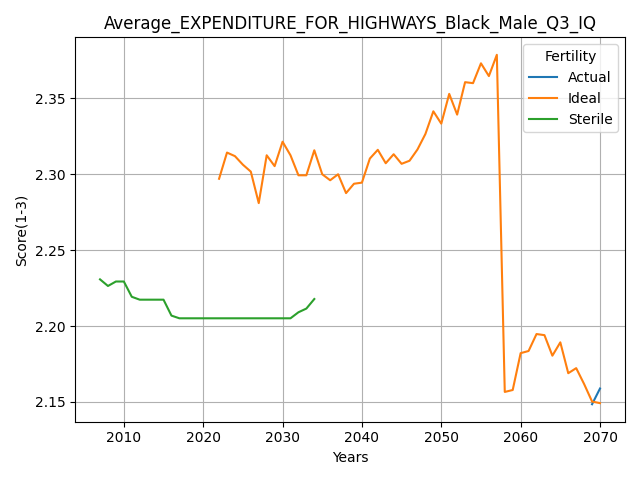 Average_EXPENDITURE_FOR_HIGHWAYS_Black_Male_Q3_IQ
Fertility
Actual
Ideal
Sterile
Score(1-3)
2.35
2.30
2.25
2.20
2.15
2010 2020 2030 2040 2050 2060 2070
Years